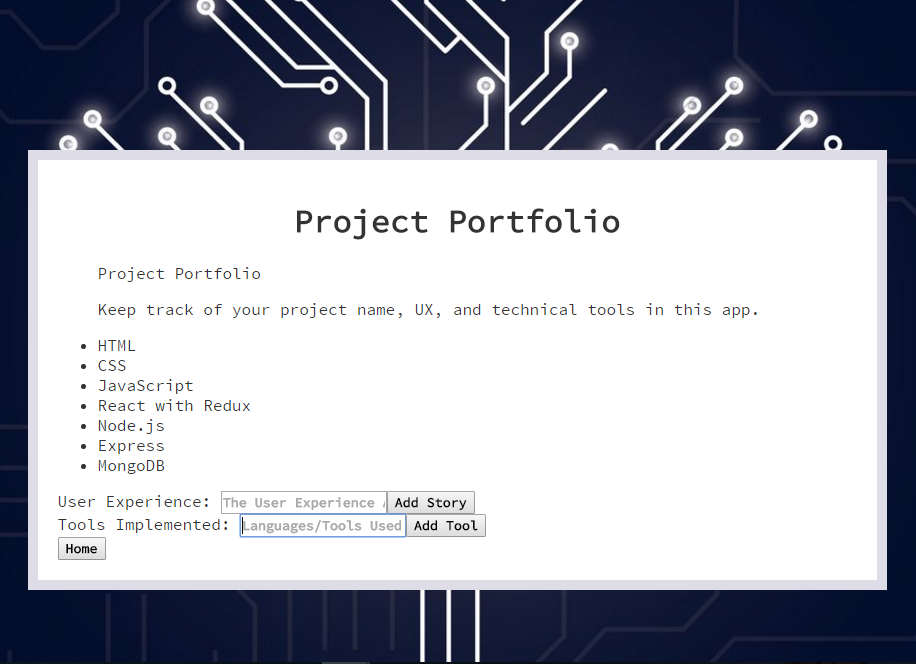 Project Portfolio
Project Portfolio
Keep track of your project name, UX, and technical tools in this app.
HTML
CSS
JavaScript
React with Redux
Node.js
Express
MongoDB
User Experience: The User Experience Add Story
Tools Implemented: Languages/Tools Used Add Tool
Home